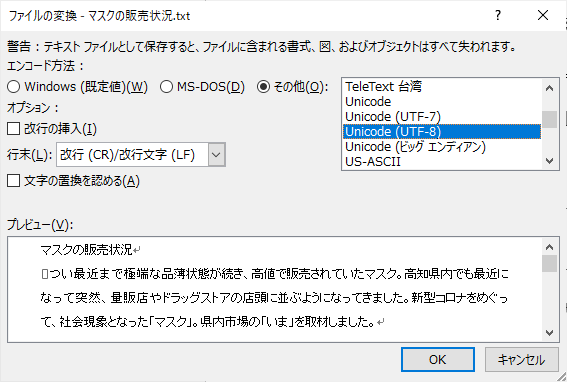 ファイルの変換 - マスクの販売状況.txt
警告：テキスト ファイルとして保存すると、ファイルに含まれる書式、図、およびオブジェクトはすべて失われます。
エンコード方法：
Windows (既定値)(W) MS-DOS(D) その他(O):
TeleText 台湾
Unicode
Unicode (UTF-7)
Unicode (UTF-8)
Unicode (ビッグ エンディアン)
US-ASCII
オプション：
改行の挿入(I)
行末(L): 改行 (CR)/改行文字 (LF)
文字の置換を認める(A)
プレビュー(V):
マスクの販売状況↵
□つい最近まで極端な品薄状態が続き、高値で販売されていたマスク。高知県内でも最近に
なって突然、量販店やドラッグストアの店頭に並ぶようになってきました。新型コロナをめぐっ
て、社会現象となった「マスク」。県内市場の「いま」を取材しました。↵
OK キャンセル